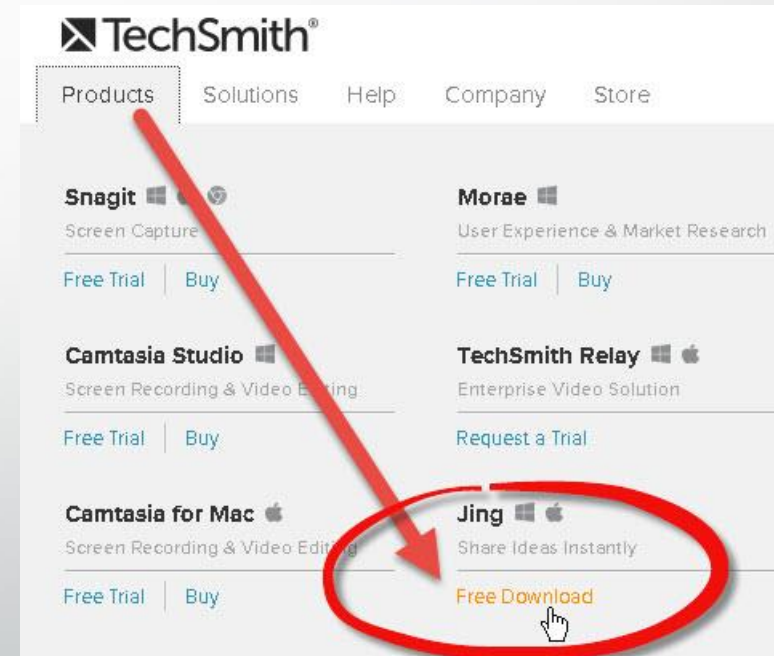 TechSmith®
Products Solutions Help Company Store
Snagit
Screen Capture
Free Trial | Buy
Morae
User Experience & Market Research
Free Trial | Buy
Camtasia Studio
Screen Recording & Video Editing
Free Trial | Buy
TechSmith Relay
Enterprise Video Solution
Request a Trial
Camtasia for Mac
Screen Recording & Video Editing
Free Trial | Buy
Jing
Share Ideas Instantly
Free Download